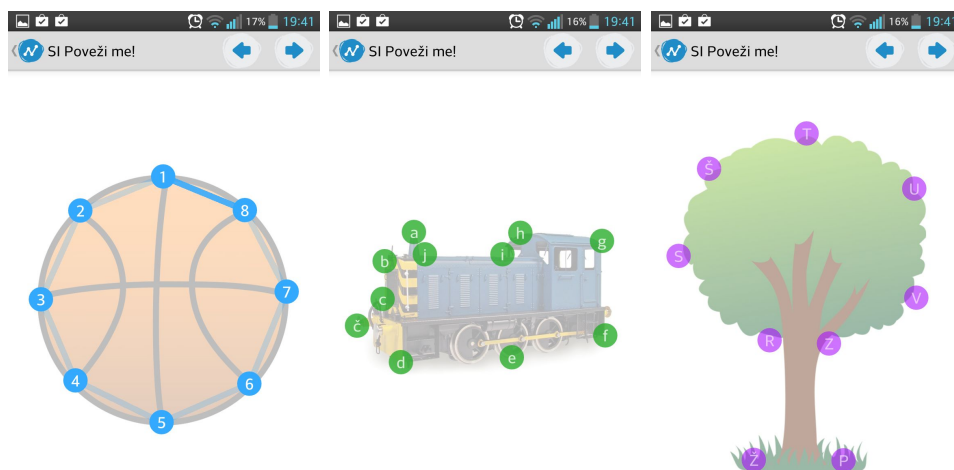 17% 19:41
SI Poveži me!
1
2
8
3
7
4
6
5
16% 19:41
SI Poveži me!
a
h
g
b
j
i
c
č
d
e
f
16% 19:41
SI Poveži me!
T
Š
U
S
V
R
Z
Ž
P